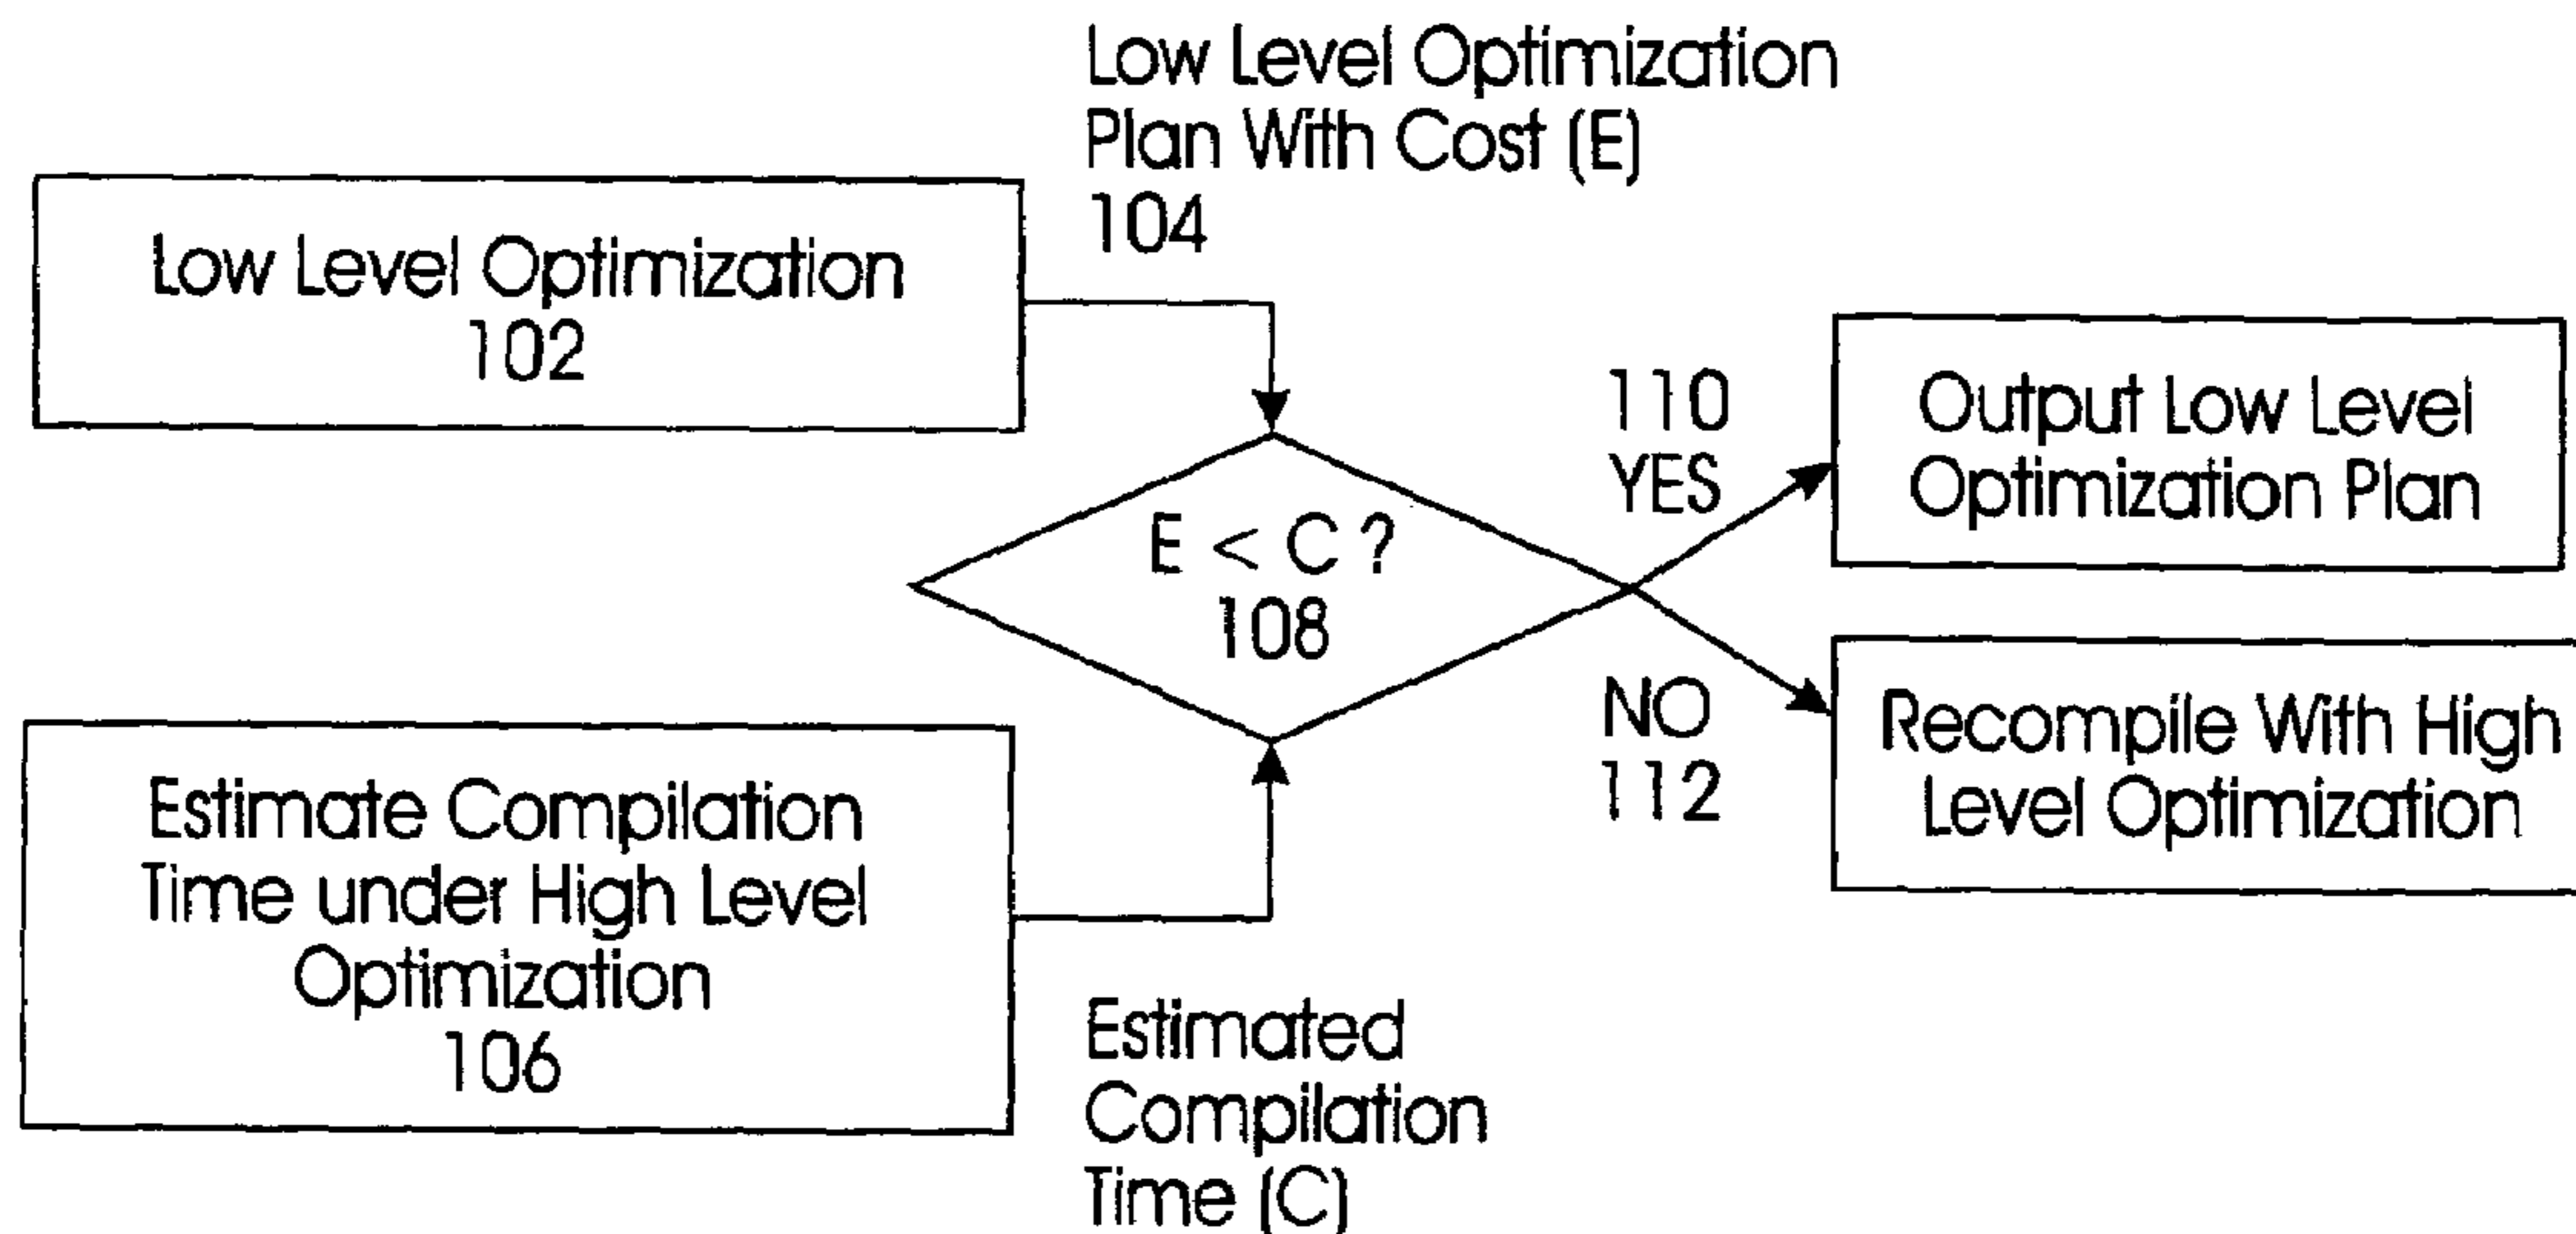 Low Level Optimization
Plan With Cost (E)
104
Low Level Optimization
102
E < C ?
108
110
YES
Output Low Level
Optimization Plan
NO
112
Recompile With High
Level Optimization
Estimate Compilation
Time under High Level
Optimization
106
Estimated
Compilation
Time (C)